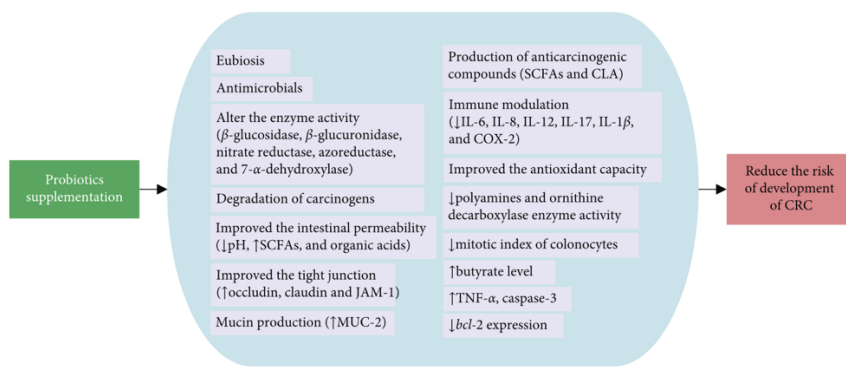 Probiotics
supplementation
Eubiosis
Antimicrobials
Alter the enzyme activity
(β-glucosidase, β-glucuronidase,
nitrate reductase, azoreductase,
and 7-α-dehydroxylase)
Degradation of carcinogens
Improved the intestinal permeability
(↓pH, ↑SCFAs, and organic acids)
Improved the tight junction
(↑occludin, claudin and JAM-1)
Mucin production (↑MUC-2)
Production of anticarcinogenic
compounds (SCFAs and CLA)
Immune modulation
(↓IL-6, IL-8, IL-12, IL-17, IL-1β,
and COX-2)
Improved the antioxidant capacity
↓polyamines and ornithine
decarboxylase enzyme activity
↓mitotic index of colonocytes
↑butyrate level
↑TNF-α, caspase-3
↓bcl-2 expression
Reduce the risk
of development
of CRC